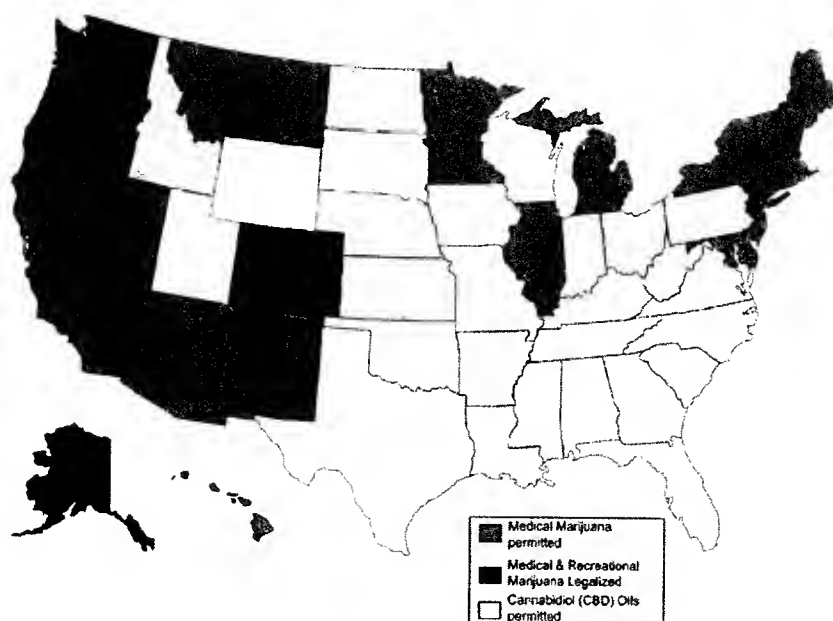 Medical Marijuana
permitted
Medical & Recreational
Marijuana Legalized
Cannabidiol (CBD) Oils
permitted